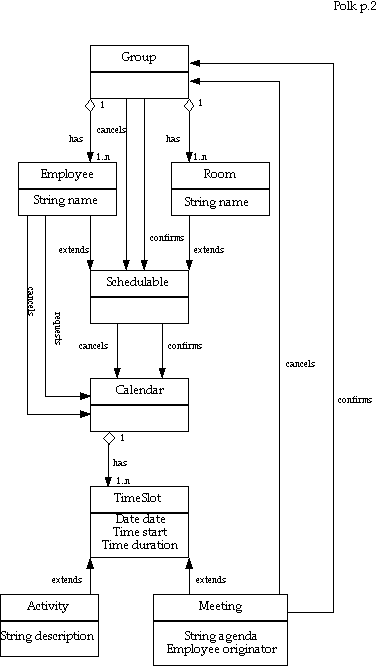 Polk p.2
Group
1
1
cancels
has
has
1..n
1..n
Employee
Room
String name
String name
confirms
extends
extends
Schedulable
cancels
requests
cancels
confirms
cancels
Calendar
confirms
1
has
1..n
TimeSlot
Date date
Time start
Time duration
extends
extends
Activity
Meeting
String description
String agenda
Employee originator